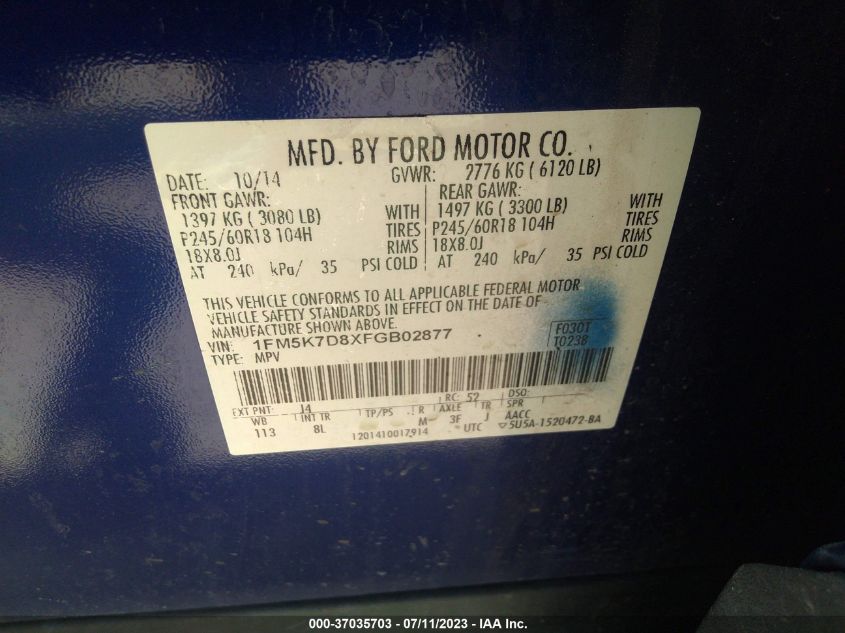 MFD. BY FORD MOTOR CO.
DATE: 10/14 GVWR: 2776 KG ( 6120 LB)
FRONT GAWR: REAR GAWR:
1397 KG ( 3080 LB) WITH 1497 KG ( 3300 LB) WITH
P245/60R18 104H TIRES P245/60R18 104H TIRES
18X8.0J RIMS 18X8.0J RIMS
AT 240 kPa/ 35 PSI COLD AT 240 kPa/ 35 PSI COLD
THIS VEHICLE CONFORMS TO ALL APPLICABLE FEDERAL MOTOR
VEHICLE SAFETY STANDARDS IN EFFECT ON THE DATE OF
MANUFACTURE SHOWN ABOVE.
VIN: 1FM5K7D8XFGB02877 F0301
TYPE: MPV T0238
RC: 52 DSO:
EXT PNT: J4
WB INT TR TP/PS R AXLE TR SPR AACC
113 8L M 3F J
1201410017914 UTC ▽5U5A-1520472-BA
000-37035703 - 07/11/2023 - IAA Inc.